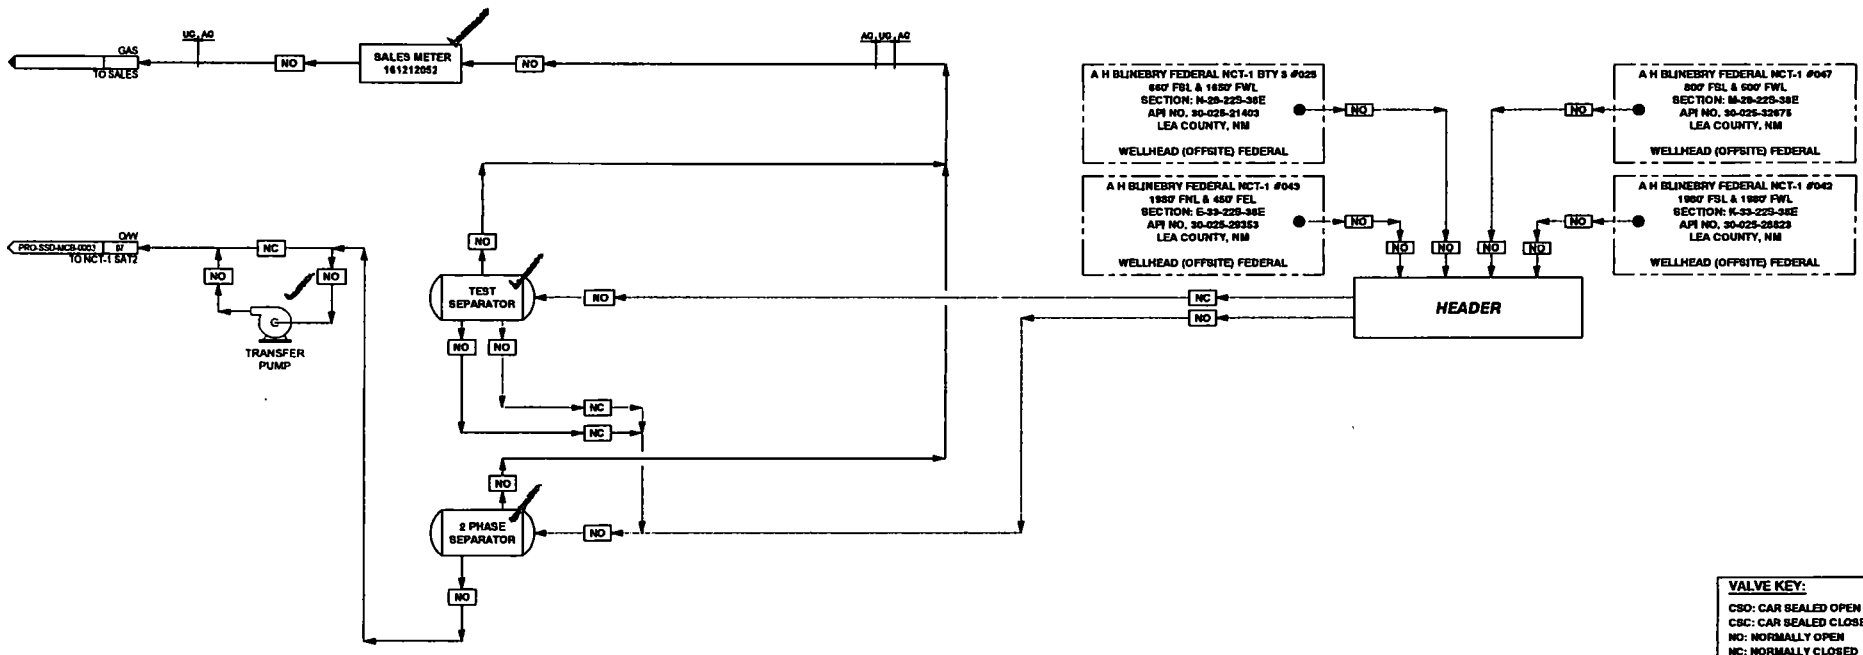 UG AG
GAS
TO SALES
NO
SALES METER
161212052
NO
AG UG AG
A H BLINEBRY FEDERAL NCT-1 BTY 5 #025
660' FSL & 1650' FWL
SECTION: N-28-22S-38E
API NO. 30-025-21403
LEA COUNTY, NM
WELLHEAD (OFFSITE) FEDERAL
NO
A H BLINEBRY FEDERAL NCT-1 #047
800' FSL & 500' FWL
SECTION: M-28-22S-38E
API NO. 30-025-32675
LEA COUNTY, NM
WELLHEAD (OFFSITE) FEDERAL
NO
A H BLINEBRY FEDERAL NCT-1 #043
1980' FNL & 450' FEL
SECTION: E-33-22S-38E
API NO. 30-025-29353
LEA COUNTY, NM
WELLHEAD (OFFSITE) FEDERAL
NO
A H BLINEBRY FEDERAL NCT-1 #042
1980' FSL & 1980' FWL
SECTION: K-33-22S-38E
LEA COUNTY, NM
WELLHEAD (OFFSITE) FEDERAL
NO
NO
NO
NO
NO
HEADER
O/W
PRO-SSD-MCB-0003
07
TO NCT-1 SAT2
NC
NO
NO
TRANSFER
PUMP
NO
TEST
SEPARATOR
NO
NC
NO
NO
NO
NC
NC
NO
2 PHASE
SEPARATOR
NO
NO
VALVE KEY:
CSO: CAR SEALED OPEN
CSC: CAR SEALED CLOSE
NO: NORMALLY OPEN
NC: NORMALLY CLOSED